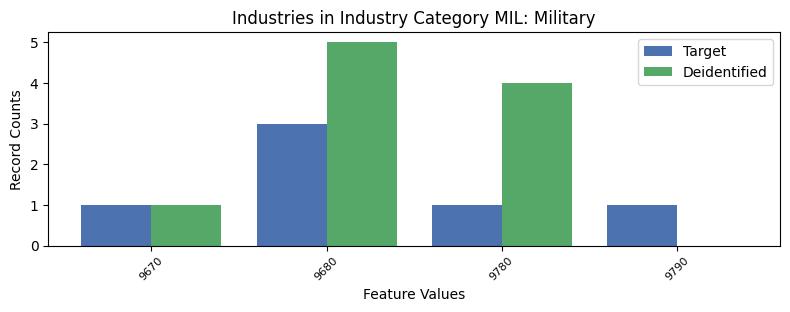 Industries in Industry Category MIL: Military
Target
Deidentified
Record Counts
5
4
3
2
1
0
9670
9680
9780
9790
Feature Values